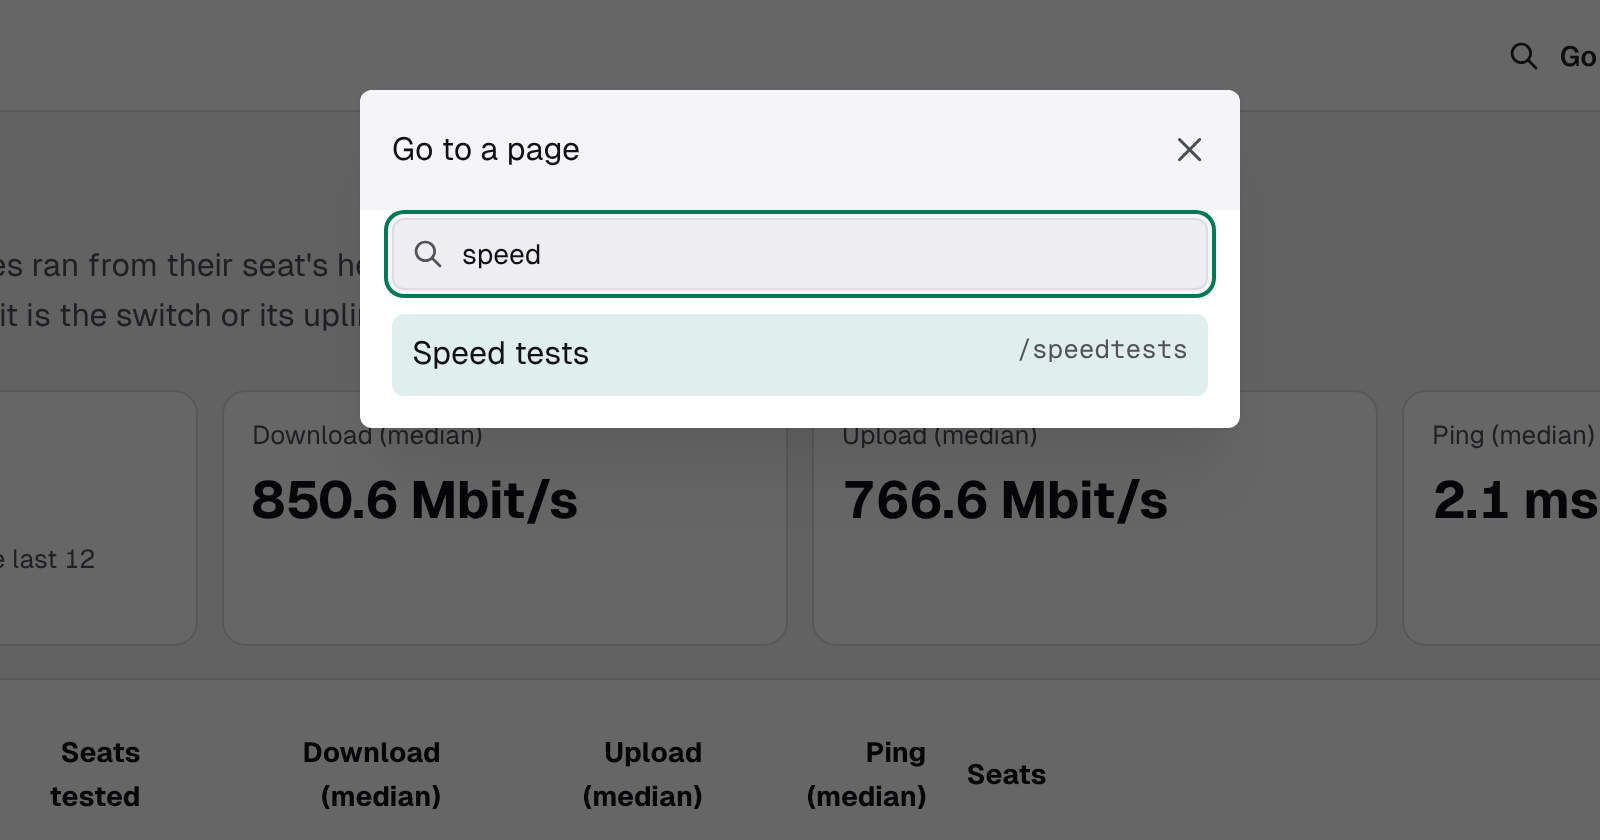 Go
Go to a page
speed
Speed tests /speedtests
ran from their seat's
it is the switch or its
Download (median) Upload (median) Ping (median)
850.6 Mbit/s 766.6 Mbit/s 2.1 ms
last 12
Seats tested Download (median) Upload (median) Ping (median) Seats